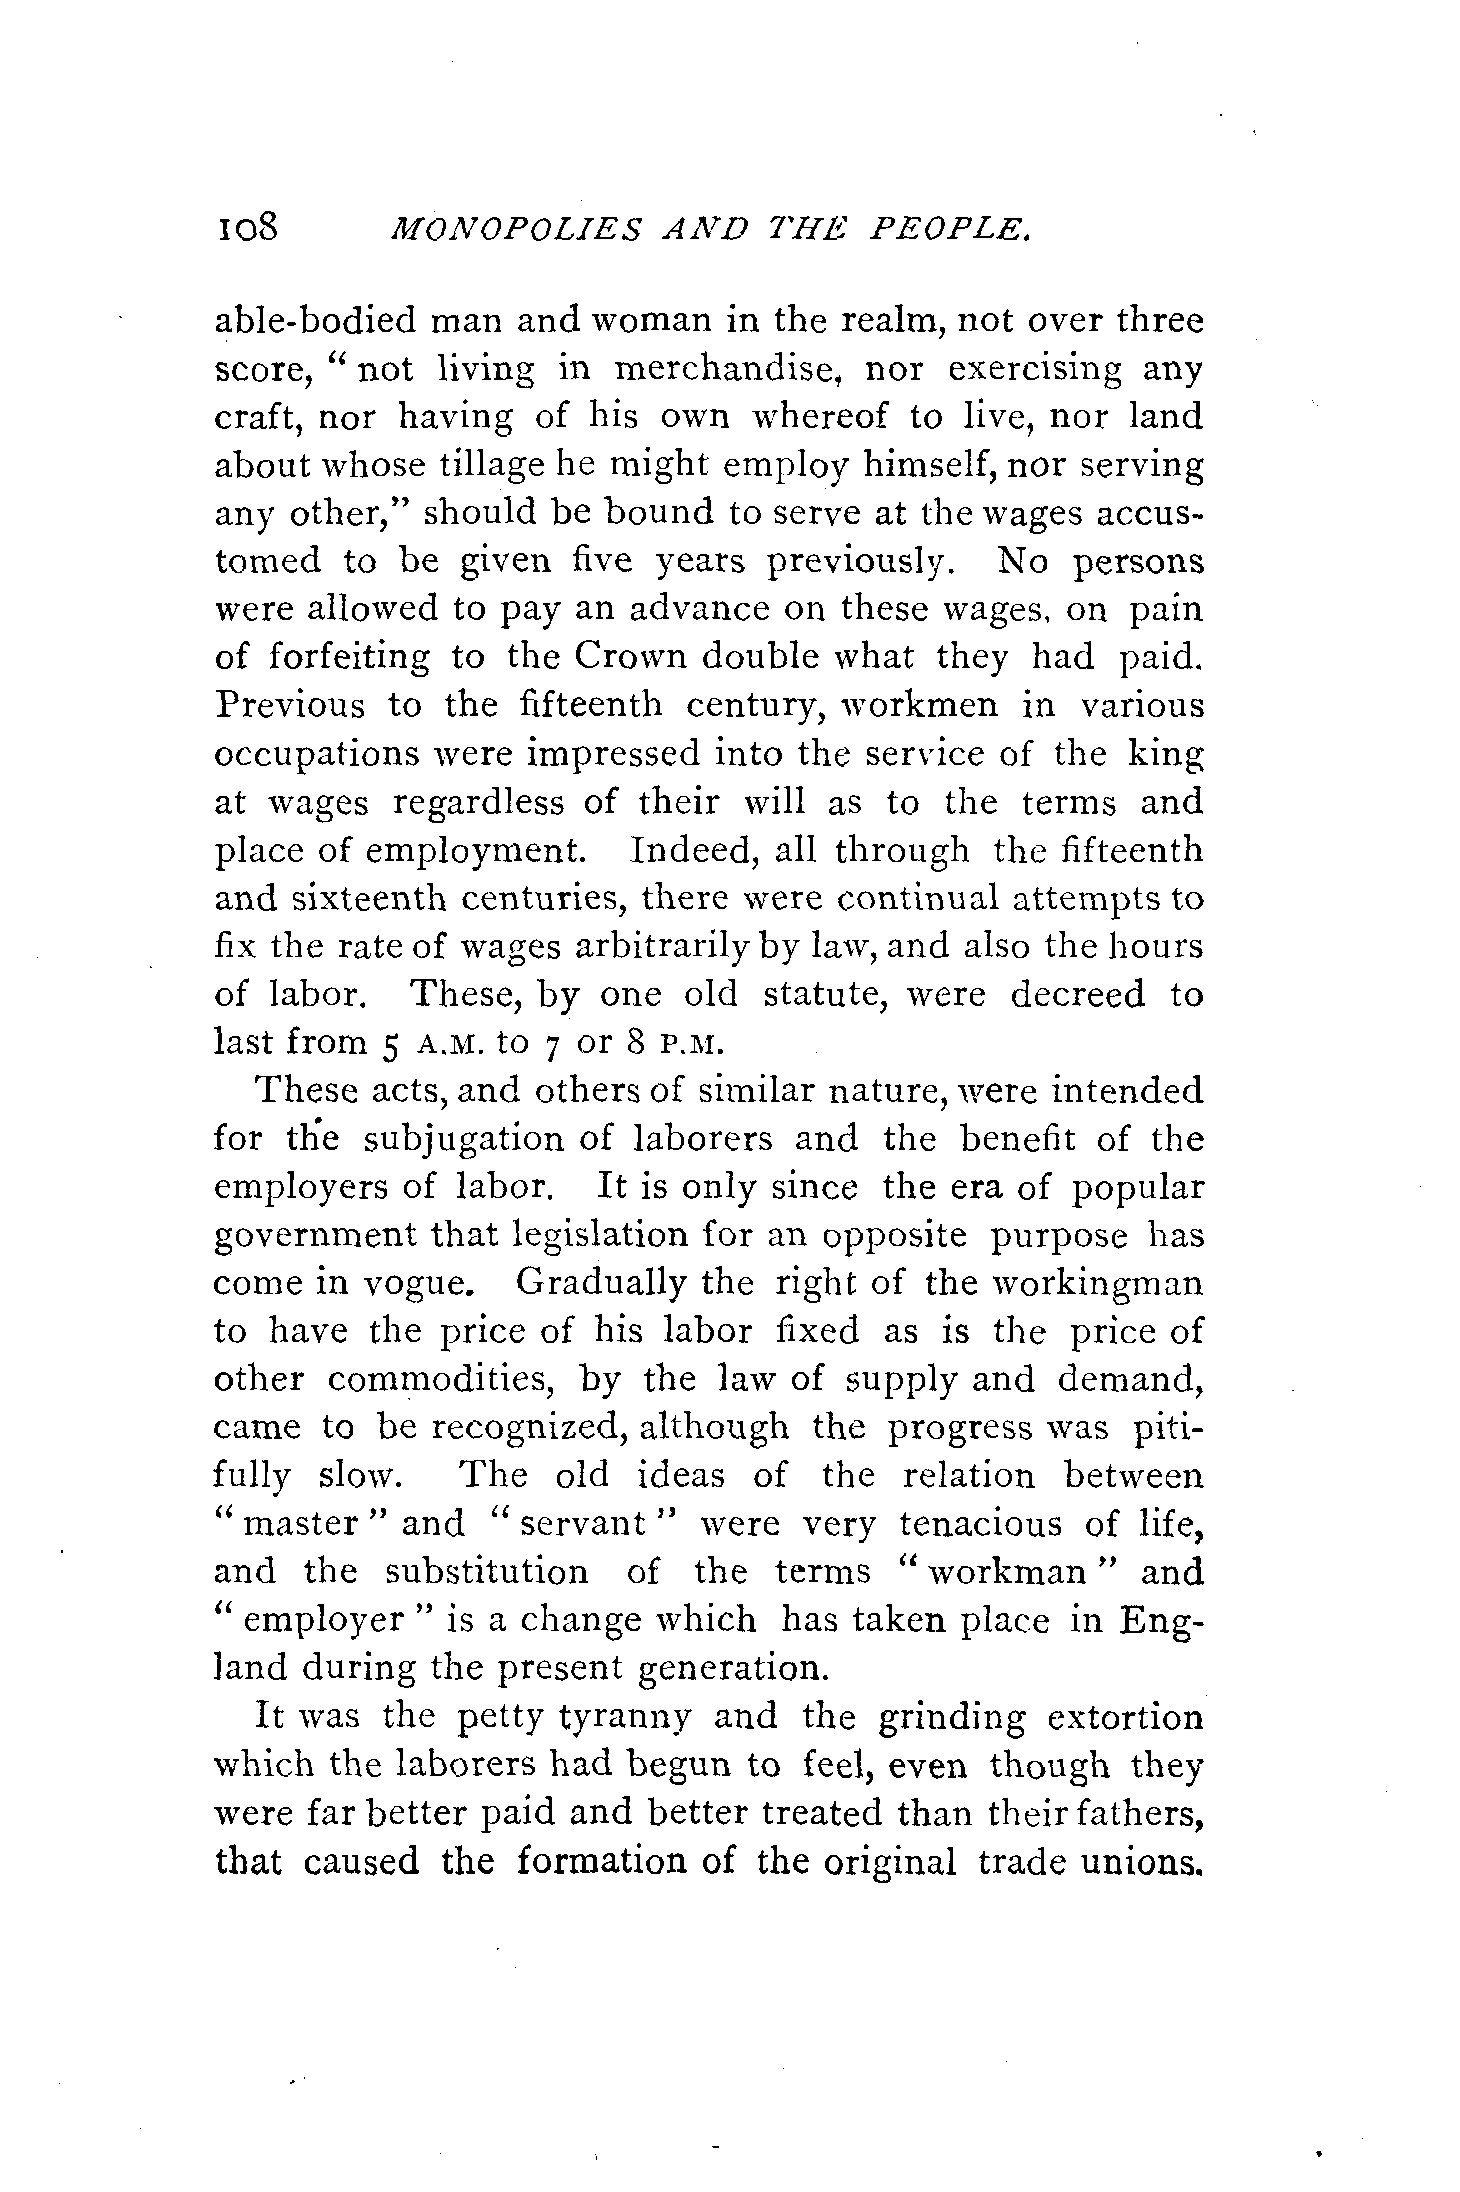 108 MONOPOLIES AND THE PEOPLE.
able-bodied man and woman in the realm, not over three
score, “ not living in merchandise, nor exercising any
craft, nor having of his own whereof to live, nor land
about whose tillage he might employ himself, nor serving
any other,” should be bound to serve at the wages accus-
tomed to be given five years previously. No persons
were allowed to pay an advance on these wages, on pain
of forfeiting to the Crown double what they had paid.
Previous to the fifteenth century, workmen in various
occupations were impressed into the service of the king
at wages regardless of their will as to the terms and
place of employment. Indeed, all through the fifteenth
and sixteenth centuries, there were continual attempts to
fix the rate of wages arbitrarily by law, and also the hours
of labor. These, by one old statute, were decreed to
last from 5 A.M. to 7 or 8 P.M.
These acts, and others of similar nature, were intended
for the subjugation of laborers and the benefit of the
employers of labor. It is only since the era of popular
government that legislation for an opposite purpose has
come in vogue. Gradually the right of the workingman
to have the price of his labor fixed as is the price of
other commodities, by the law of supply and demand,
came to be recognized, although the progress was piti-
fully slow. The old ideas of the relation between
“ master ” and “ servant ” were very tenacious of life,
and the substitution of the terms “ workman ” and
“ employer ” is a change which has taken place in Eng-
land during the present generation.
It was the petty tyranny and the grinding extortion
which the laborers had begun to feel, even though they
were far better paid and better treated than their fathers,
that caused the formation of the original trade unions.